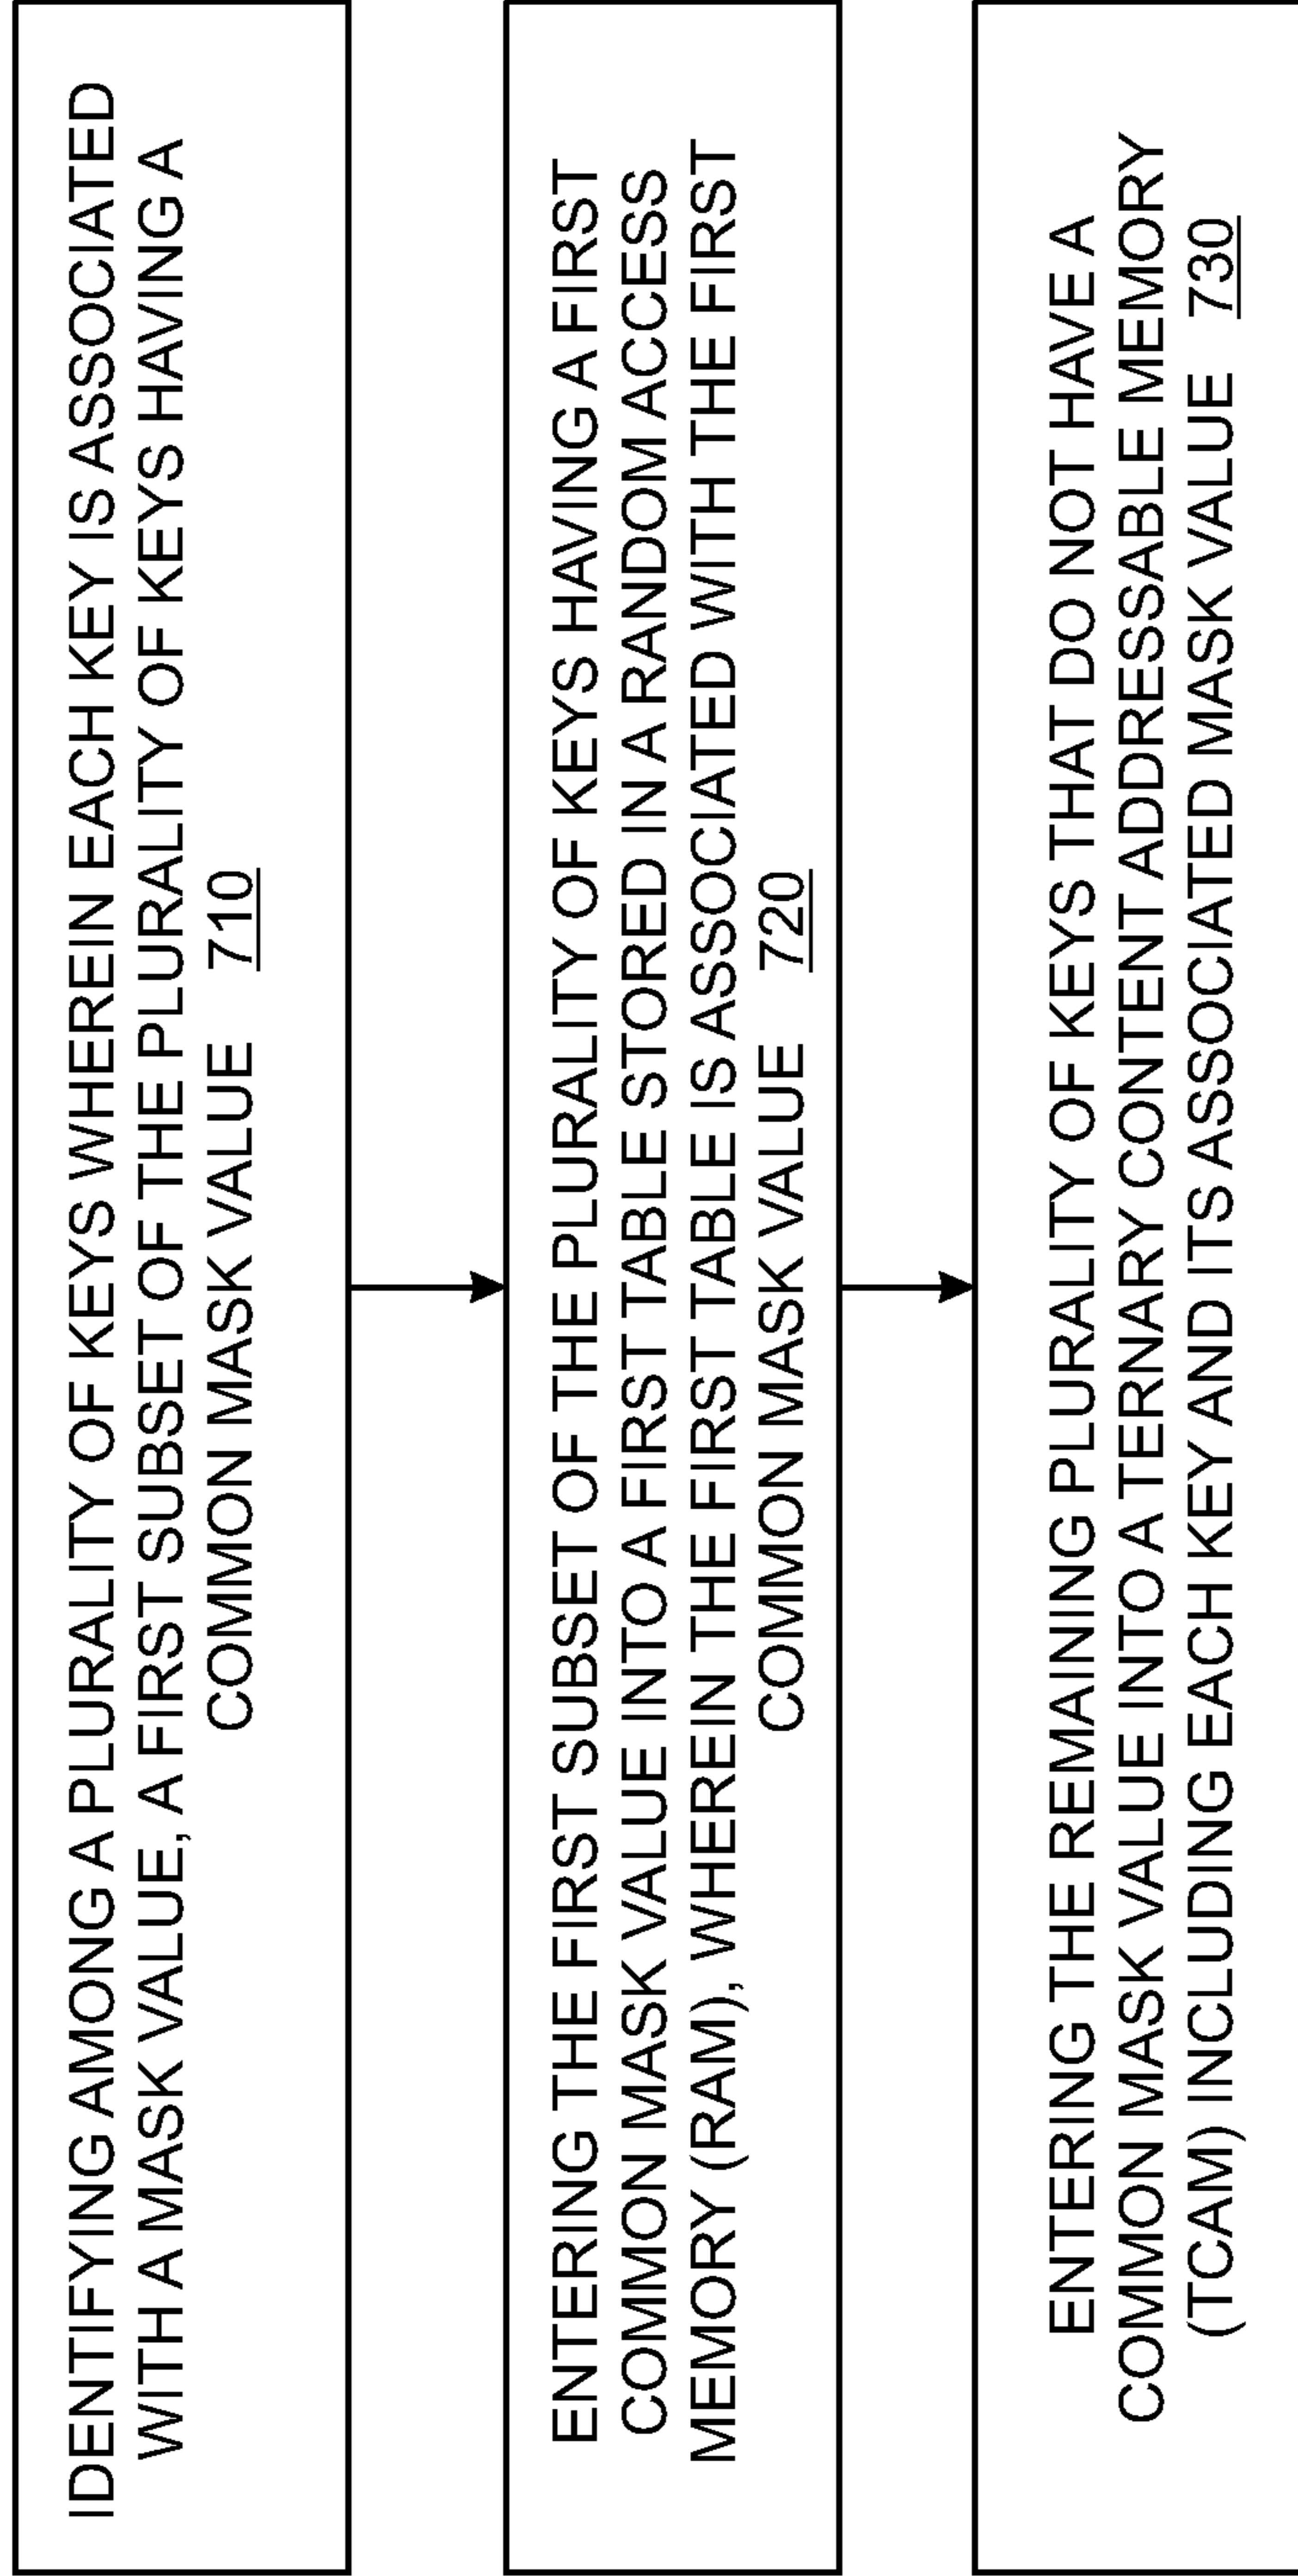 IDENTIFYING AMONG A PLURALITY OF KEYS WHEREIN EACH KEY IS ASSOCIATED
WITH A MASK VALUE, A FIRST SUBSET OF THE PLURALITY OF KEYS HAVING A
COMMON MASK VALUE 710
ENTERING THE FIRST SUBSET OF THE PLURALITY OF KEYS HAVING A FIRST
COMMON MASK VALUE INTO A FIRST TABLE STORED IN A RANDOM ACCESS
MEMORY (RAM), WHEREIN THE FIRST TABLE IS ASSOCIATED WITH THE FIRST
COMMON MASK VALUE 720
ENTERING THE REMAINING PLURALITY OF KEYS THAT DO NOT HAVE A
COMMON MASK VALUE INTO A TERNARY CONTENT ADDRESSABLE MEMORY
(TCAM) INCLUDING EACH KEY AND ITS ASSOCIATED MASK VALUE 730